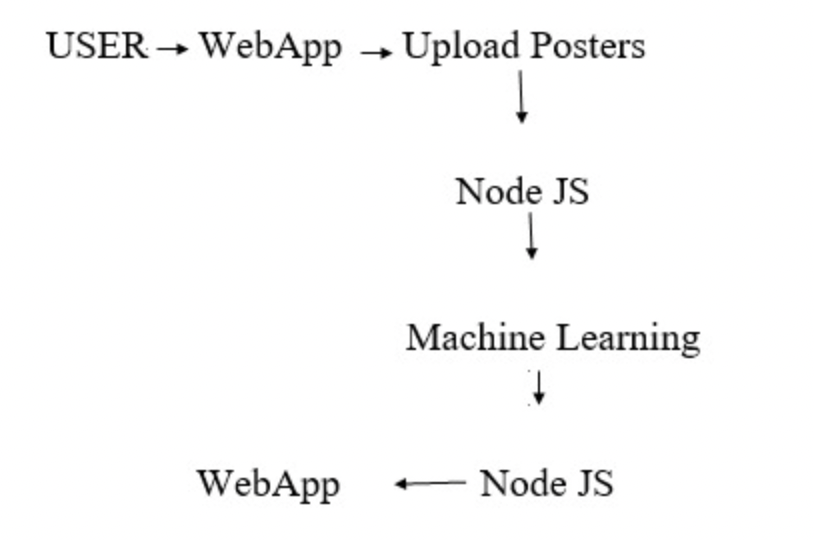 USER → WebApp → Upload Posters
Node JS
Machine Learning
WebApp ← Node JS